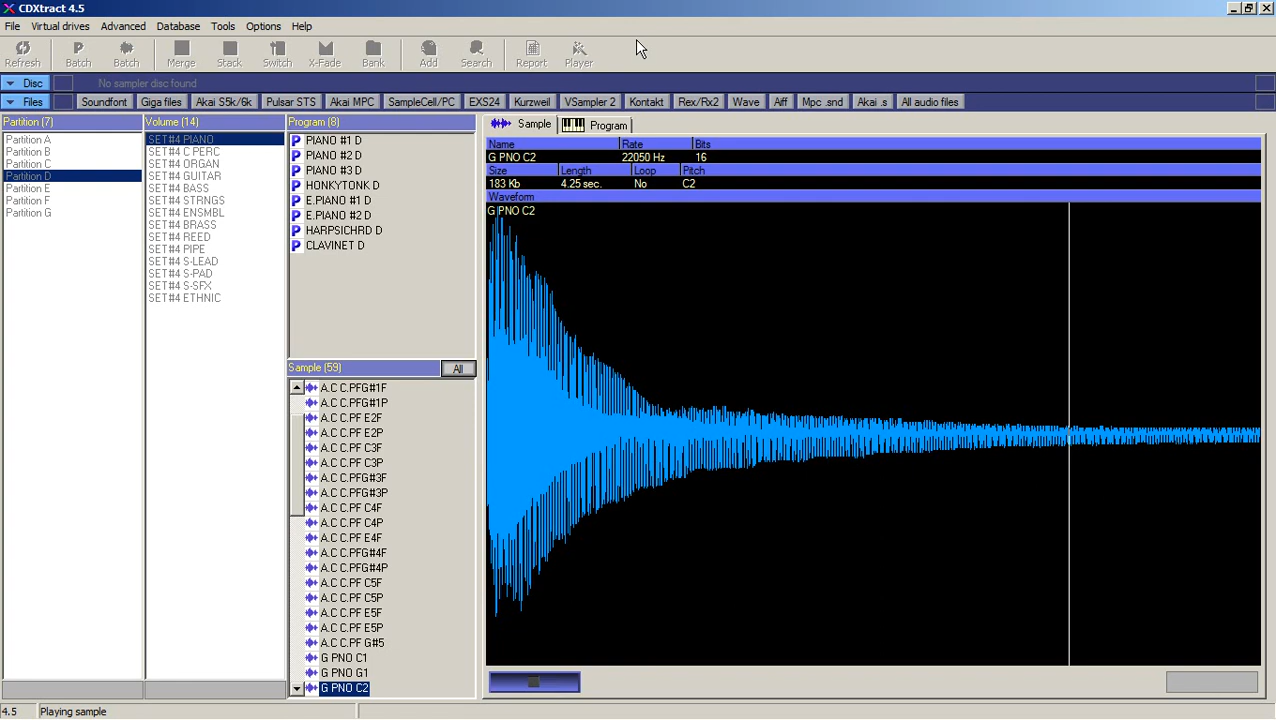 CDXtract 4.5
File Virtual drives Advanced Database Tools Options Help
Refresh Batch Batch Merge Stack Switch X-Fade Bank Add Search Report Player
Disc No sampler disc found
Files Soundfont Giga files Akai S5k/6k Pulsar STS Akai MPC SampleCell/PC EXS24 Kurzweil VSampler 2 Kontakt Rex/Rx2 Wave Aiff Mpc .snd Akai .s All audio files
Partition (7)
Partition A
Partition B
Partition C
Partition D
Partition E
Partition F
Partition G
Volume (14)
SET#4 PIANO
SET#4 C PERC
SET#4 ORGAN
SET#4 GUITAR
SET#4 BASS
SET#4 STRNGS
SET#4 ENSMBL
SET#4 BRASS
SET#4 REED
SET#4 PIPE
SET#4 S-LEAD
SET#4 S-PAD
SET#4 S-SFX
SET#4 ETHNIC
Program (8)
P PIANO #1 D
P PIANO #2 D
P PIANO #3 D
P HONKYTONK D
P E.PIANO #1 D
P E.PIANO #2 D
P HARPSICHRD D
P CLAVINET D
Sample (59) All
A.C C.PFG#1F
A.C C.PFG#1P
A.C C.PF E2F
A.C C.PF E2P
A.C C.PF C3F
A.C C.PF C3P
A.C C.PFG#3F
A.C C.PFG#3P
A.C C.PF C4F
A.C C.PF C4P
A.C C.PF E4F
A.C C.PFG#4F
A.C C.PFG#4P
A.C C.PF C5F
A.C C.PF C5P
A.C C.PF E5F
A.C C.PF E5P
A.C C.PF G#5
G PNO C1
G PNO G1
G PNO C2
Sample Program
Name Rate Bits
G PNO C2 22050 Hz 16
Size Length Loop Pitch
183 Kb 4.25 sec. No C2
Waveform
G PNO C2
4.5 Playing sample